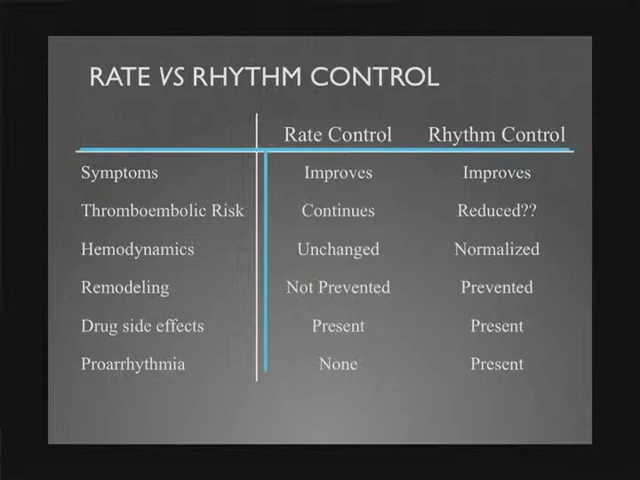 RATE VS RHYTHM CONTROL
Rate Control Rhythm Control
Symptoms Improves Improves
Thromboembolic Risk Continues Reduced??
Hemodynamics Unchanged Normalized
Remodeling Not Prevented Prevented
Drug side effects Present Present
Proarrhythmia None Present